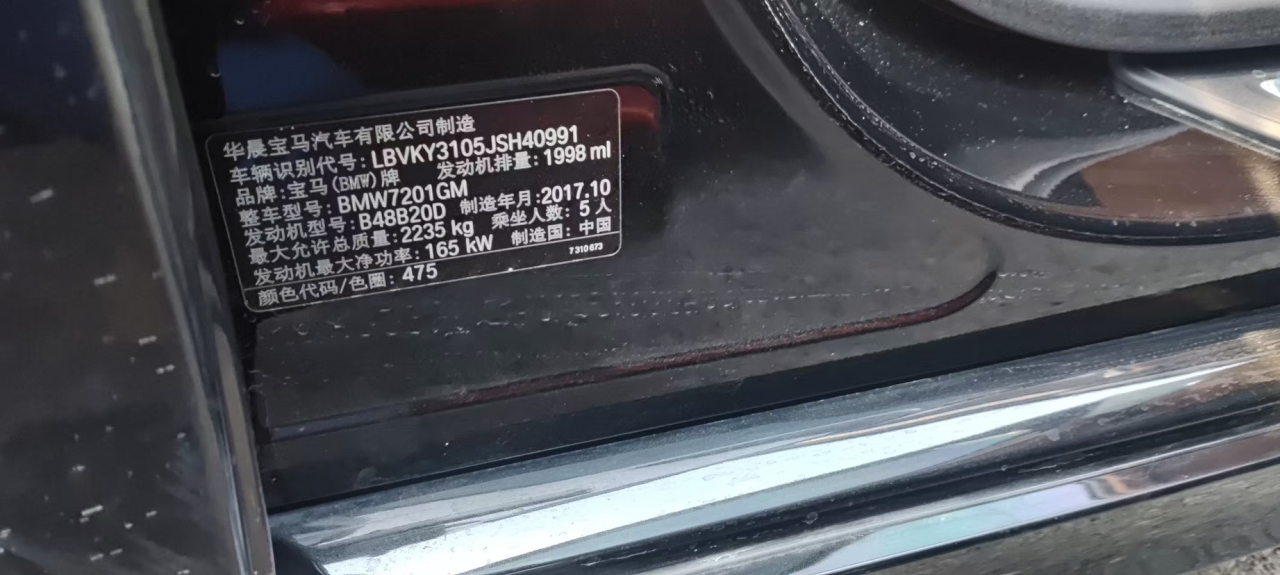 华晨宝马汽车有限公司制造
车辆识别代号: LBVKY3105JSH40991
品牌: 宝马(BMW)牌 发动机排量: 1998 ml
整车型号: BMW7201GM
发动机型号: B48B20D 制造年月: 2017.10
最大允许总质量: 2235 kg 乘坐人数: 5 人
发动机最大净功率: 165 kW 制造国: 中国
7 310 673
颜色代码/色圈: 475